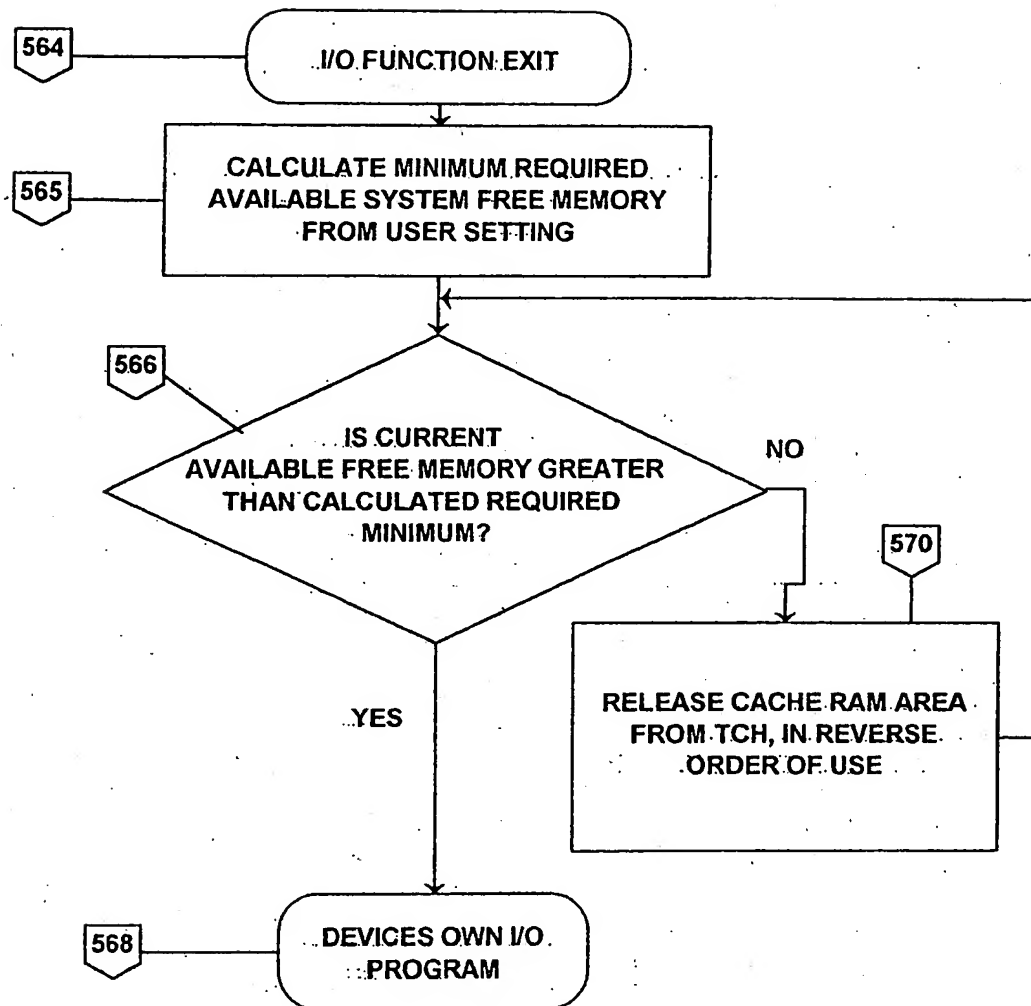 564
I/O FUNCTION EXIT
565
CALCULATE MINIMUM REQUIRED
AVAILABLE SYSTEM FREE MEMORY
FROM USER SETTING
566
IS CURRENT
AVAILABLE FREE MEMORY GREATER
THAN CALCULATED REQUIRED
MINIMUM?
NO
570
RELEASE CACHE RAM AREA
FROM TCH, IN REVERSE
ORDER OF USE
YES
568
DEVICES OWN I/O
PROGRAM